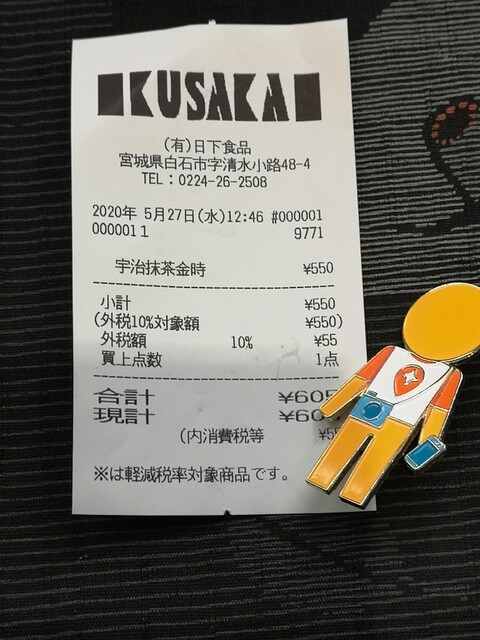 KUSAKA
(有)日下食品
宮城県白石市字清水小路48-4
TEL:0224-26-2508
2020年 5月27日(水)12:46 #000001
0000011 9771
宇治抹茶金時 ¥550
小計 ¥550
(外税10%対象額 ¥550)
外税額 10% ¥55
買上点数 1点
合計 ¥605
現計
(内消費税等
※は軽減税率対象商品です。